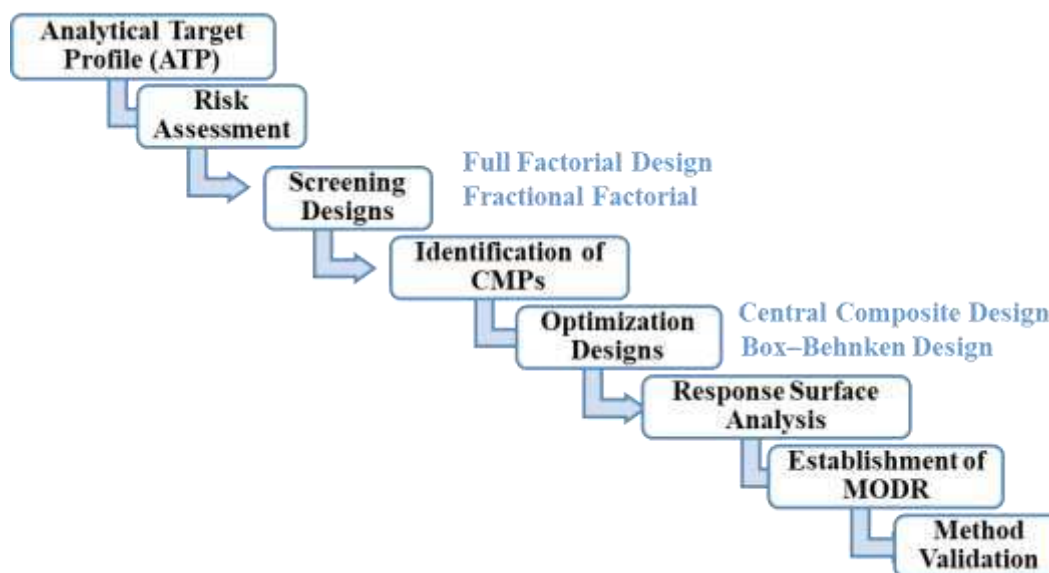 Analytical Target
Profile (ATP)
Risk
Assessment
Screening
Designs
Full Factorial Design
Fractional Factorial
Identification of
CMPs
Optimization
Designs
Central Composite Design
Box–Behnken Design
Response Surface
Analysis
Establishment of
MODR
Method
Validation